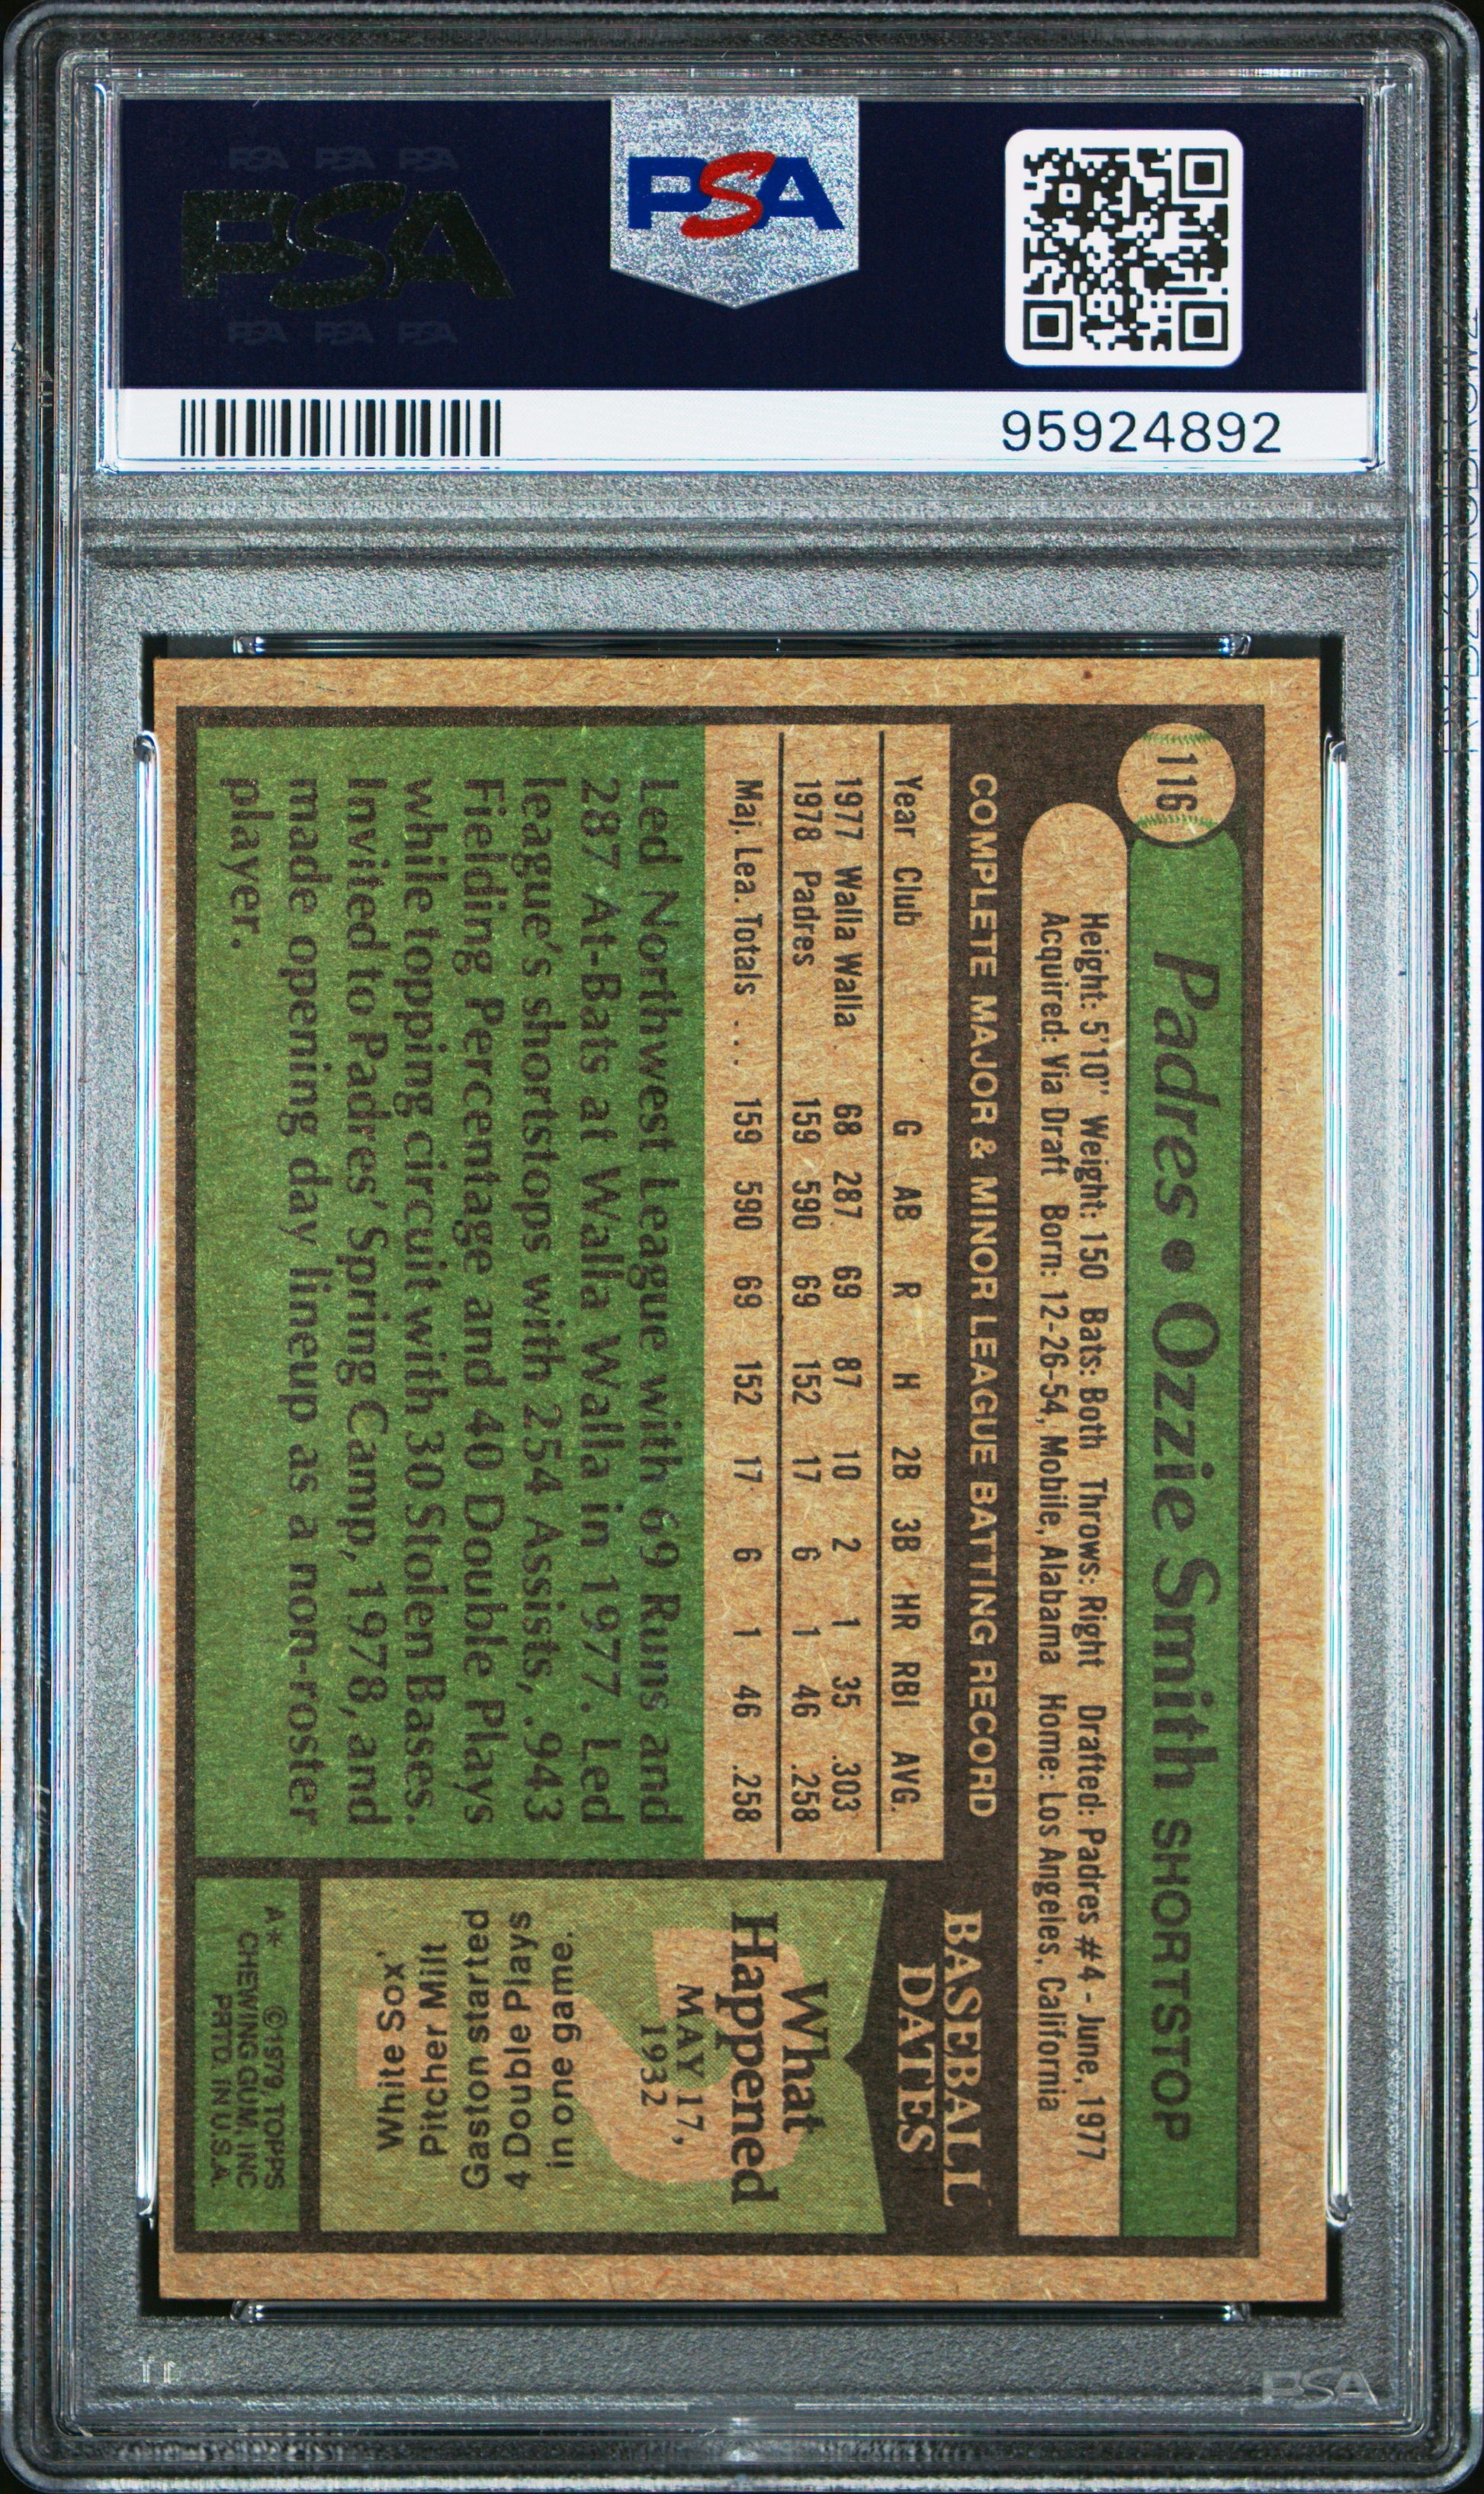 PSA PSA PSA
PSA
PSA PSA PSA
PSA
95924892
116
Padres • Ozzie Smith SHORTSTOP
Height: 5'10" Weight: 150 Bats: Both Throws: Right Drafted: Padres #4 - June, 1977
Acquired: Via Draft Born: 12-26-54, Mobile, Alabama Home: Los Angeles, California
COMPLETE MAJOR & MINOR LEAGUE BATTING RECORD
Year Club G AB R H 2B 3B HR RBI AVG.
1977 Walla Walla 68 287 69 87 10 2 1 35 .303
1978 Padres 159 590 69 152 17 6 1 46 .258
Maj. Lea. Totals ... 159 590 69 152 17 6 1 46 .258
Led Northwest League with 69 Runs and
287 At-Bats at Walla Walla in 1977. Led
league's shortstops with 254 Assists, .943
Fielding Percentage and 40 Double Plays
while topping circuit with 30 Stolen Bases.
Invited to Padres' Spring Camp, 1978, and
made opening day lineup as a non-roster
player.
BASEBALL
DATES
What
Happened
MAY 17,
1932
White Sox'
Pitcher Milt
Gaston started
4 Double Plays
in one game.
A** ©1979 TOPPS
CHEWING GUM, INC
PRTD. IN U.S.A.
PSA